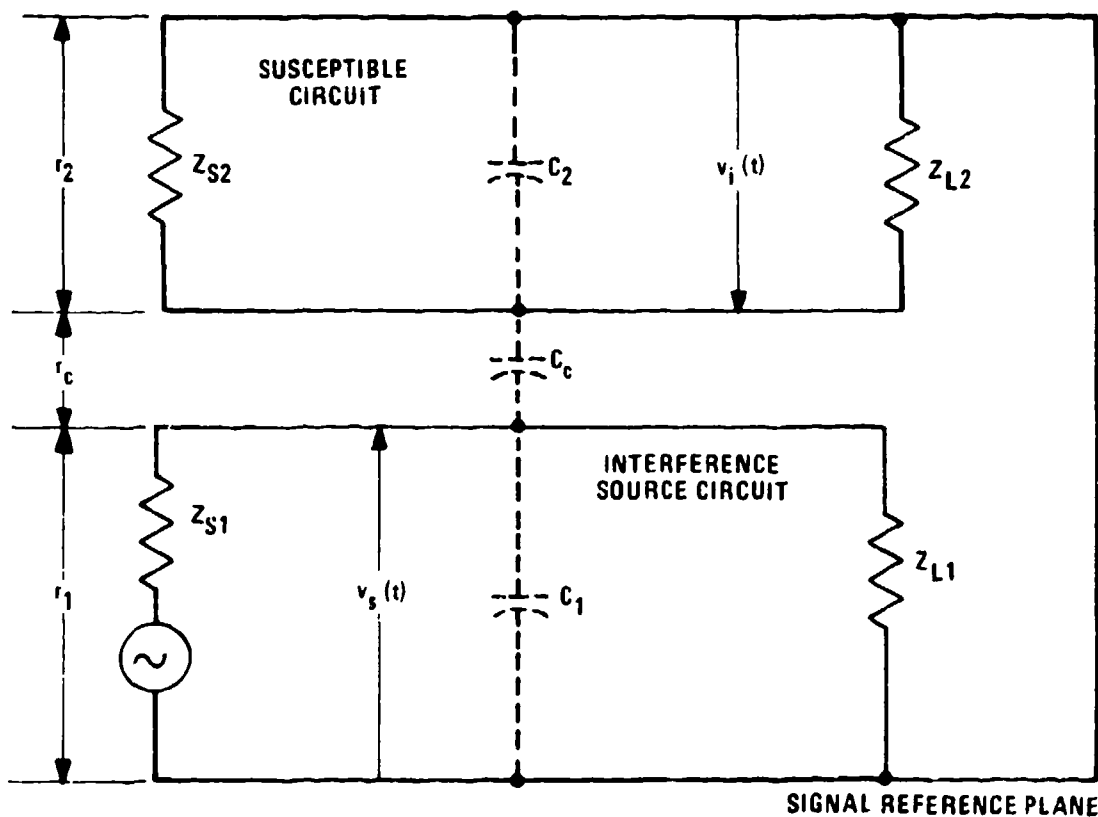 SUSCEPTIBLE
CIRCUIT
r2
ZS2
C2
vi (t)
ZL2
rc
Cc
INTERFERENCE
SOURCE CIRCUIT
ZS1
r1
vs (t)
C1
ZL1
SIGNAL REFERENCE PLANE